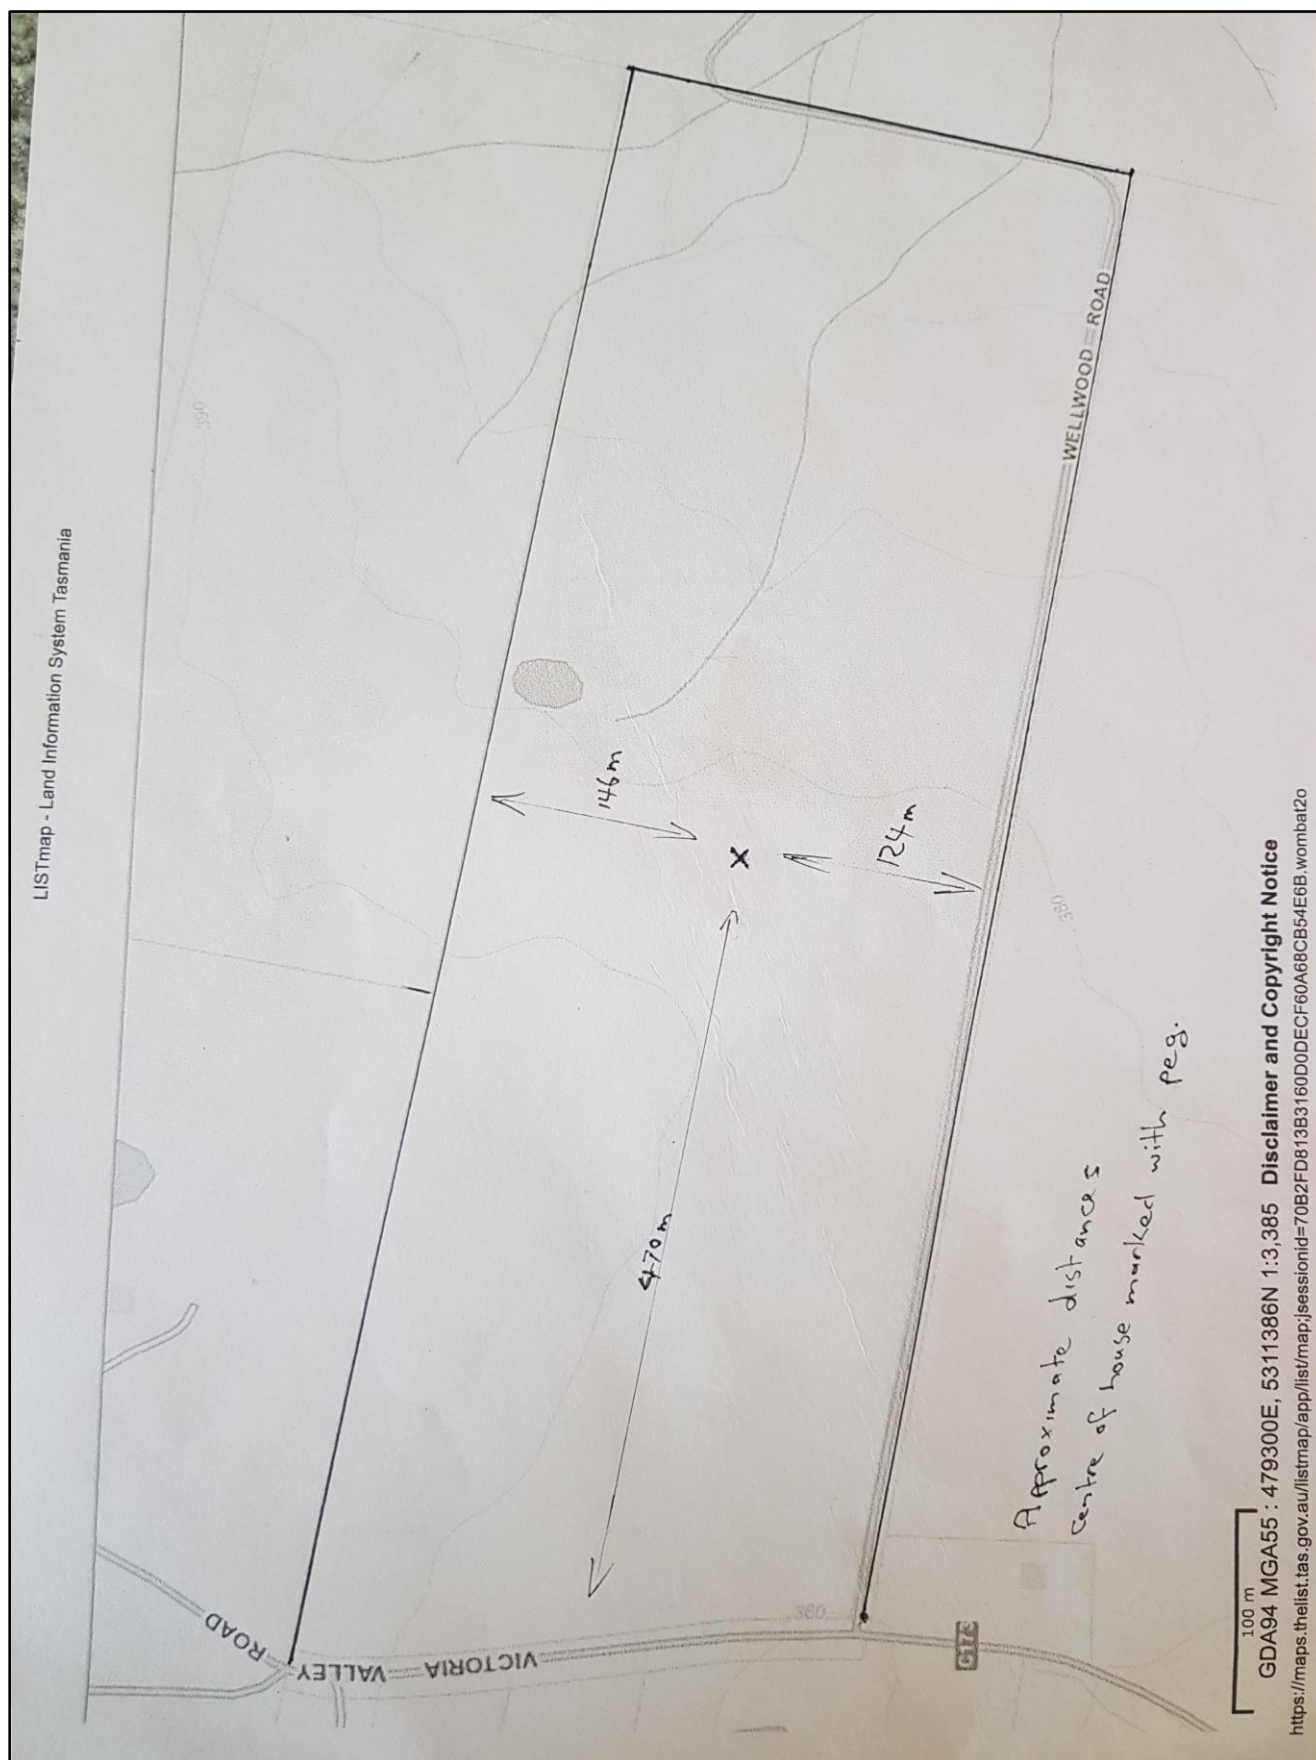 LISTmap - Land Information System Tasmania
390
VICTORIA VALLEY ROAD
146m
470m
X
124m
WELLWOOD ROAD
380
380
C173
Approximate distances
centre of house marked with peg.
100 m
GDA94 MGA55 : 479300E, 5311386N 1:3,385 Disclaimer and Copyright Notice
https://maps.thelist.tas.gov.au/listmap/app/list/map;jsessionid=70B2FD813B3160D0DECF60A68CB54E6B.wombat2o